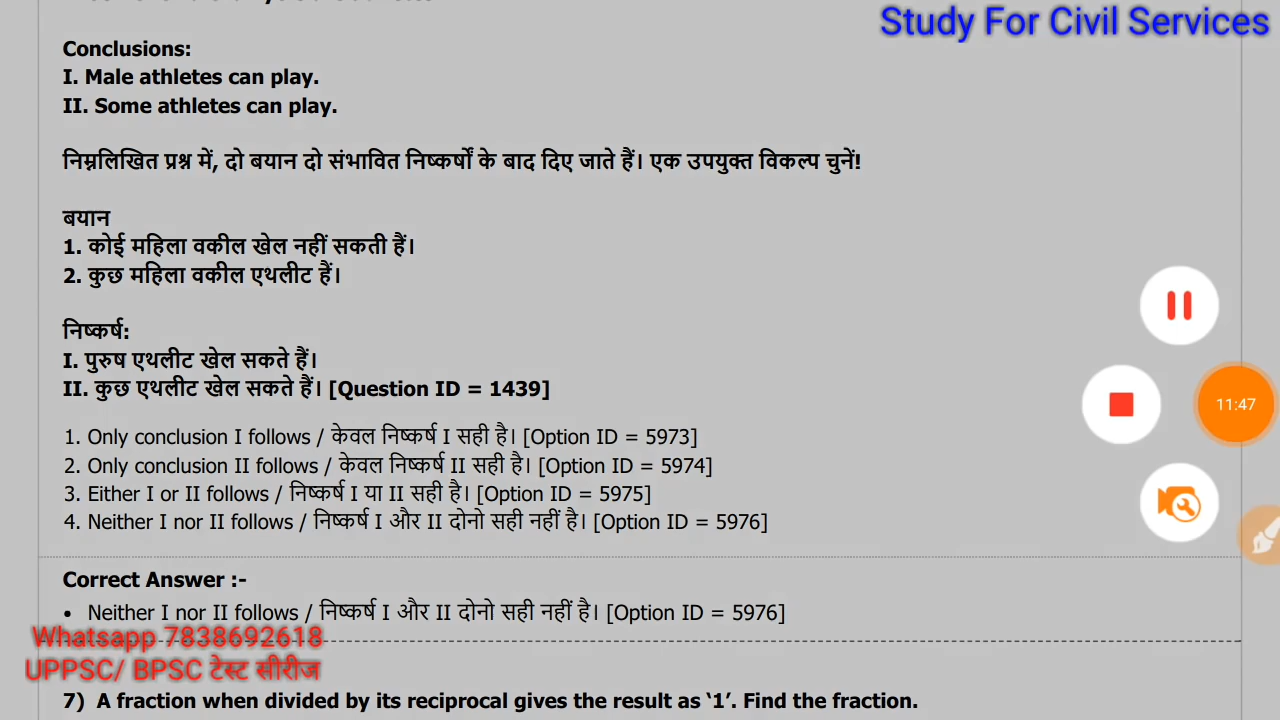 Study For Civil Services
Conclusions:
I. Male athletes can play.
II. Some athletes can play.
निम्नलिखित प्रश्न में, दो बयान दो संभावित निष्कर्षों के बाद दिए जाते हैं। एक उपयुक्त विकल्प चुनें!
बयान
1. कोई महिला वकील खेल नहीं सकती हैं।
2. कुछ महिला वकील एथलीट हैं।
निष्कर्ष:
I. पुरुष एथलीट खेल सकते हैं।
II. कुछ एथलीट खेल सकते हैं। [Question ID = 1439]
1. Only conclusion I follows / केवल निष्कर्ष I सही है। [Option ID = 5973]
2. Only conclusion II follows / केवल निष्कर्ष II सही है। [Option ID = 5974]
3. Either I or II follows / निष्कर्ष I या II सही है। [Option ID = 5975]
4. Neither I nor II follows / निष्कर्ष I और II दोनो सही नहीं है। [Option ID = 5976]
11:47
Correct Answer :-
• Neither I nor II follows / निष्कर्ष I और II दोनो सही नहीं है। [Option ID = 5976]
Whatsapp 7838692618
UPPSC/ BPSC टेस्ट सीरीज
7) A fraction when divided by its reciprocal gives the result as ‘1’. Find the fraction.